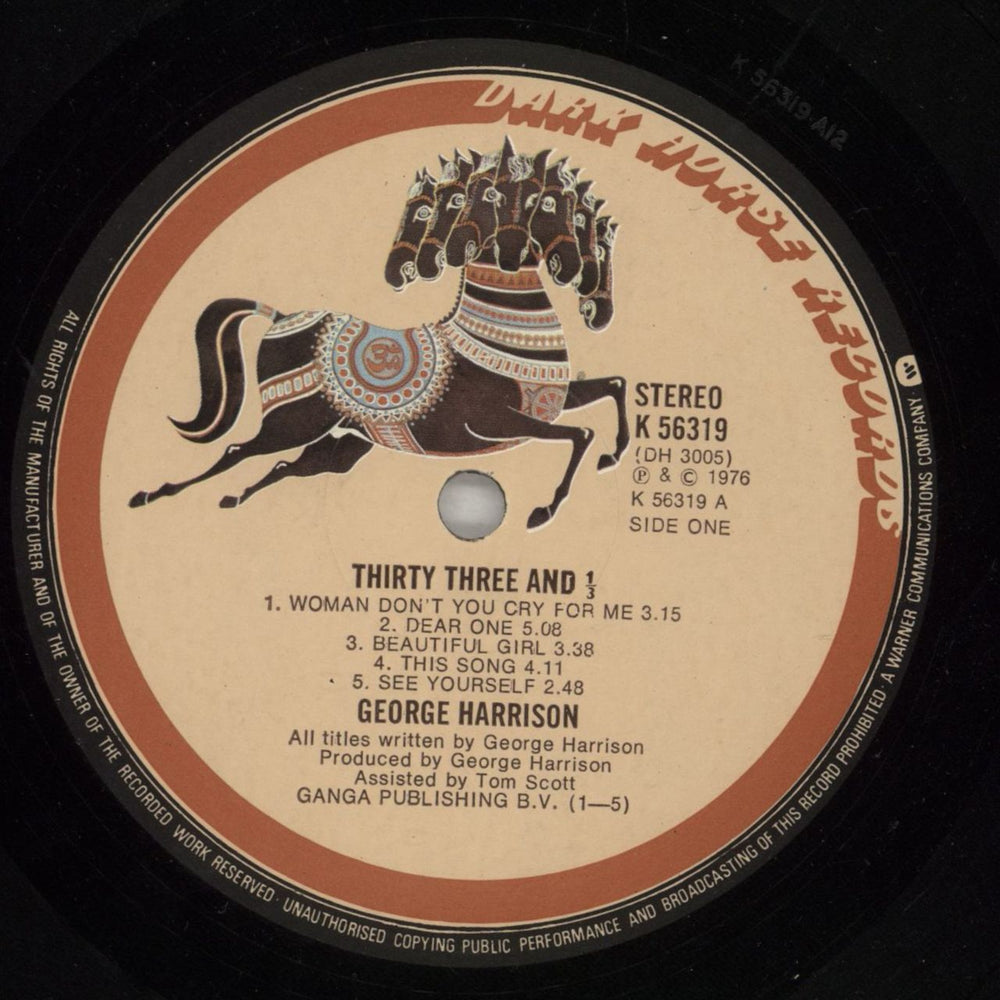 DARK HORSE RECORDS
K 56319 A12
STEREO
K 56319
(DH 3005)
℗ & © 1976
K 56319 A
SIDE ONE
THIRTY THREE AND 1/3
1. WOMAN DON'T YOU CRY FOR ME 3.15
2. DEAR ONE 5.08
3. BEAUTIFUL GIRL 3.38
4. THIS SONG 4.11
5. SEE YOURSELF 2.48
GEORGE HARRISON
All titles written by George Harrison
Produced by George Harrison
Assisted by Tom Scott
GANGA PUBLISHING B.V. (1—5)
ALL RIGHTS OF THE MANUFACTURER AND OF THE OWNER OF THE RECORDED WORK RESERVED · UNAUTHORISED COPYING PUBLIC PERFORMANCE AND BROADCASTING OF THIS RECORD PROHIBITED · A WARNER COMMUNICATIONS COMPANY